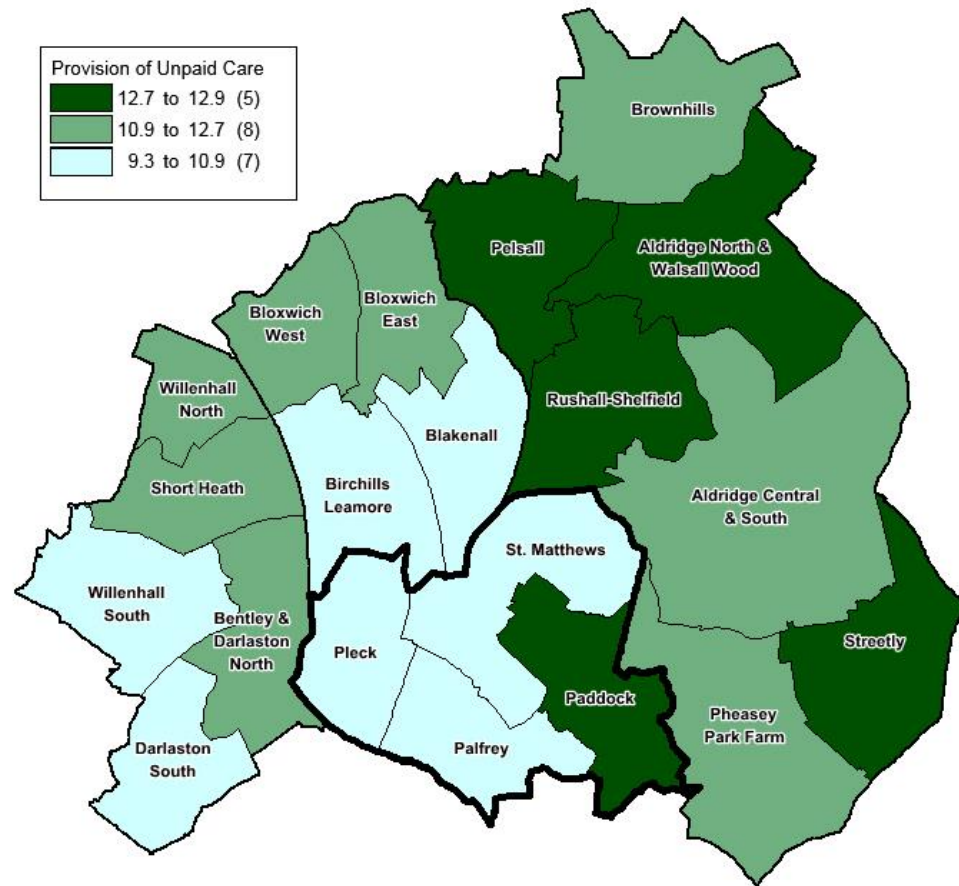 Provision of Unpaid Care
12.7 to 12.9 (5)
10.9 to 12.7 (8)
9.3 to 10.9 (7)
Brownhills
Pelsall
Aldridge North &
Walsall Wood
Bloxwich
West
Bloxwich
East
Willenhall
North
Rushall-Shelfield
Blakenall
Short Heath
Birchills
Leamore
Aldridge Central
& South
St. Matthews
Willenhall
South
Bentley &
Darlaston
North
Pleck
Streetly
Paddock
Pheasey
Park Farm
Darlaston
South
Palfrey